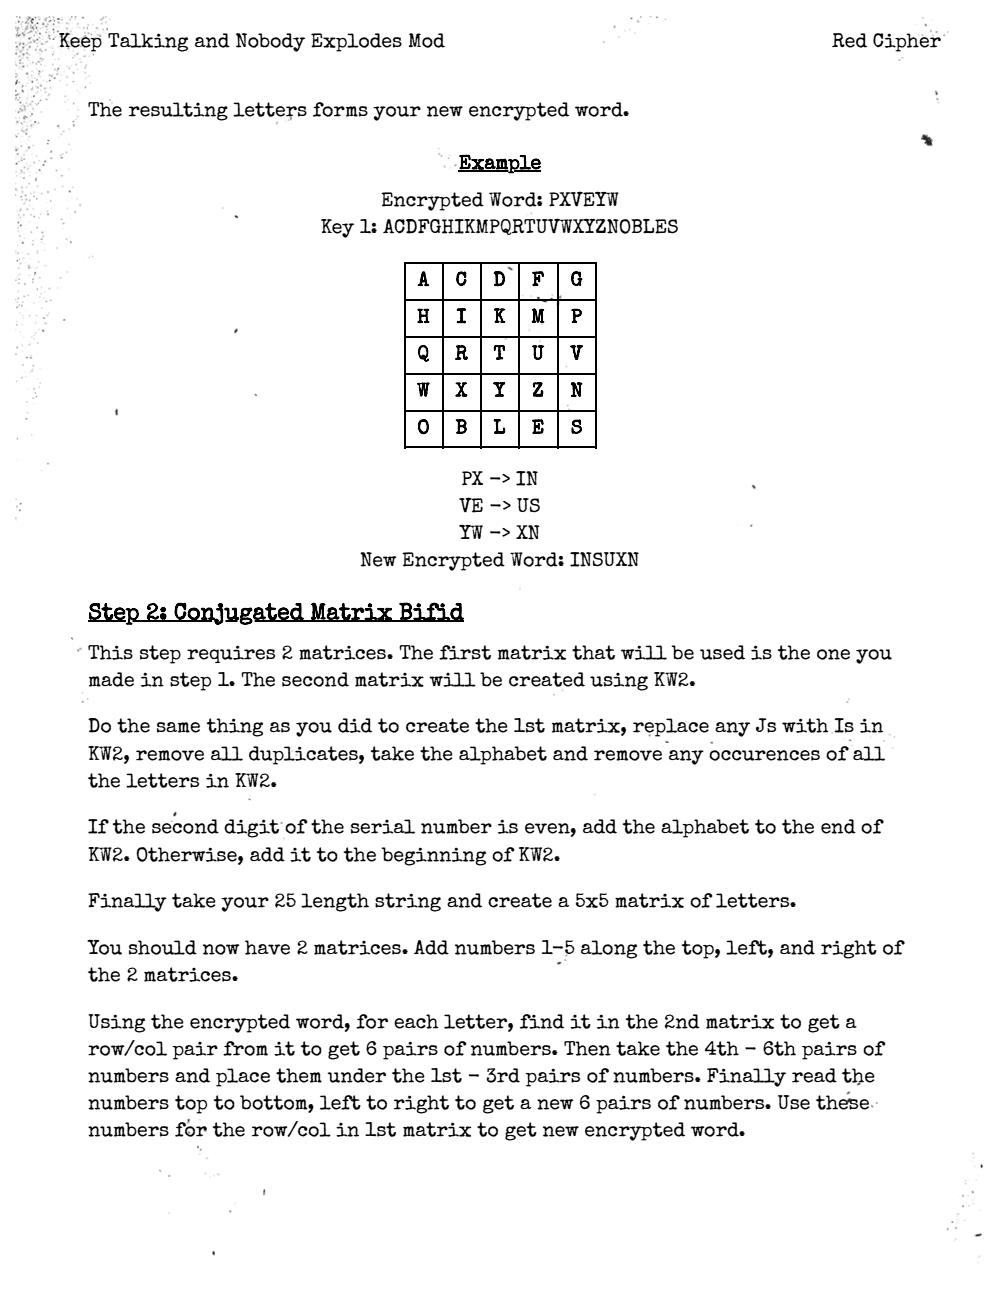 Keep Talking and Nobody Explodes Mod
Red Cipher
The resulting letters forms your new encrypted word.
Example
Encrypted Word: PXVEYW
Key 1: ACDFGHIKMPQRTUVWXYZNOBLES
A C D F G
H I K M P
Q R T U V
W X Y Z N
O B L E S
PX -> IN
VE -> US
YW -> XN
New Encrypted Word: INSUXN
Step 2: Conjugated Matrix Bifid
This step requires 2 matrices. The first matrix that will be used is the one you
made in step 1. The second matrix will be created using KW2.
Do the same thing as you did to create the 1st matrix, replace any Js with Is in
KW2, remove all duplicates, take the alphabet and remove any occurences of all
the letters in KW2.
If the second digit of the serial number is even, add the alphabet to the end of
KW2. Otherwise, add it to the beginning of KW2.
Finally take your 25 length string and create a 5x5 matrix of letters.
You should now have 2 matrices. Add numbers 1-5 along the top, left, and right of
the 2 matrices.
Using the encrypted word, for each letter, find it in the 2nd matrix to get a
row/col pair from it to get 6 pairs of numbers. Then take the 4th - 6th pairs of
numbers and place them under the 1st - 3rd pairs of numbers. Finally read the
numbers top to bottom, left to right to get a new 6 pairs of numbers. Use these
numbers for the row/col in 1st matrix to get new encrypted word.